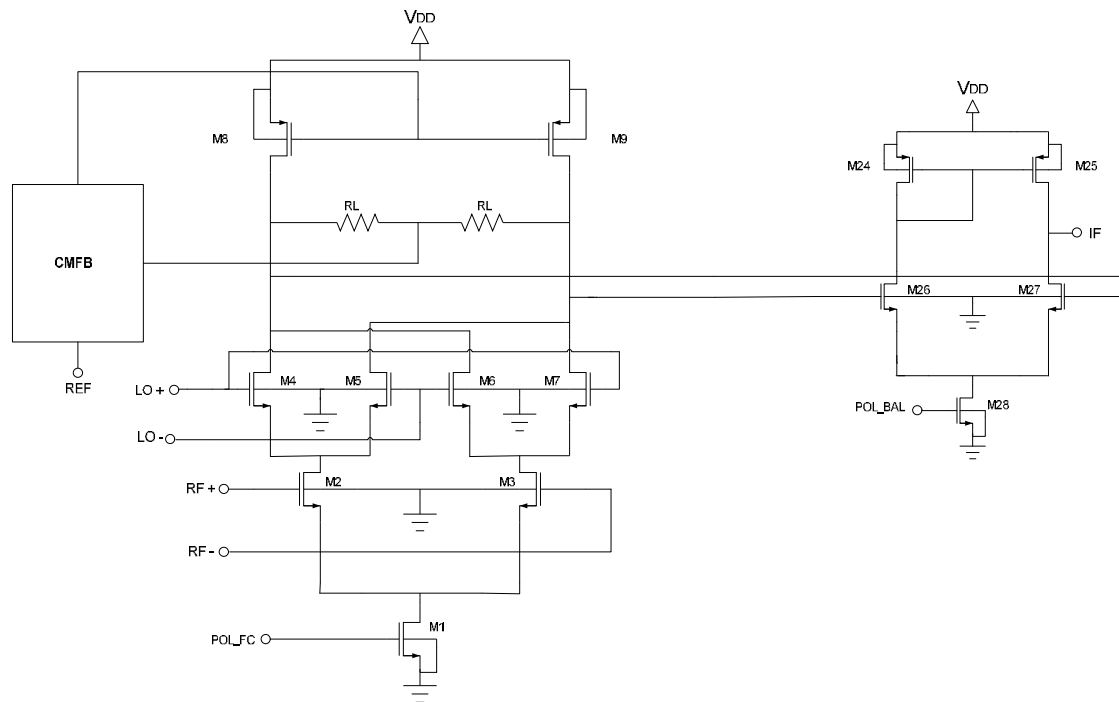 VDD
M8
M9
VDD
M24
M25
RL
RL
IF
CMFB
M26
M27
REF
LO+
M4
M5
M6
M7
POL_BAL
M28
LO-
RF+
M2
M3
RF-
POL_FC
M1